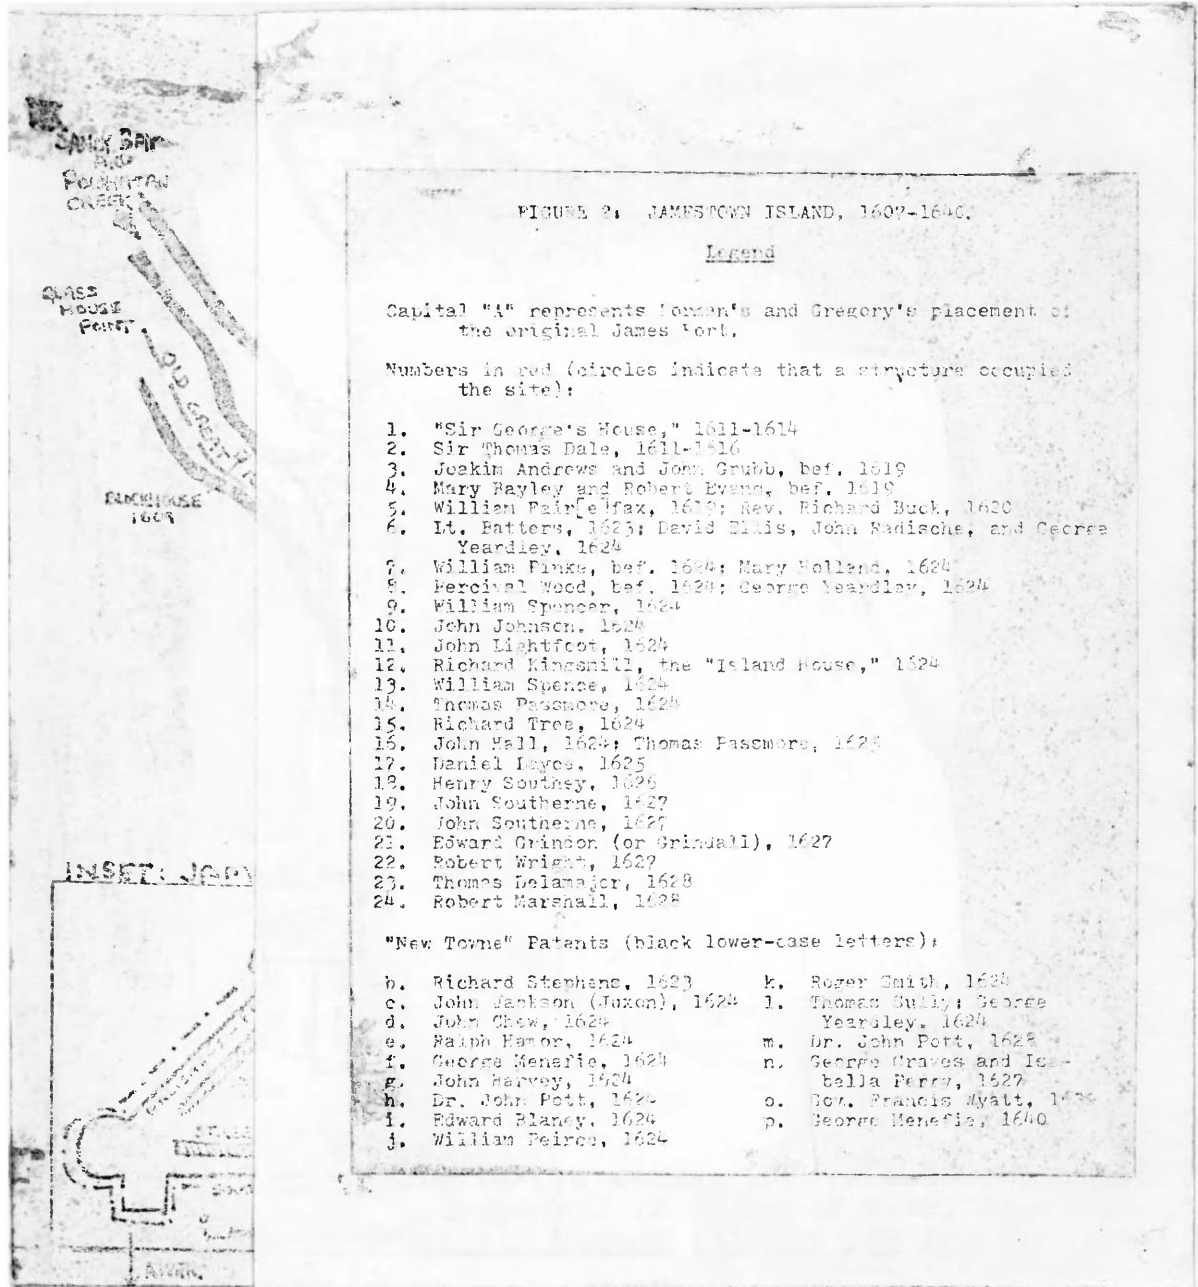 SANDY BAY
AND
POWHATAN
CREEK
GLASS
HOUSE
POINT
OLD GREAT
BLOCKHOUSE
1609
INSET:
FIGURE 2: JAMESTOWN ISLAND, 1607-1640.
Legend
Capital "A" represents Forman's and Gregory's placement of
the original James Fort.
Numbers in red (circles indicate that a structure occupied
the site):
1. "Sir George's House," 1611-1614
2. Sir Thomas Dale, 1611-1616
3. Joakim Andrews and John Grubb, bef. 1619
4. Mary Bayley and Robert Evans, bef. 1619
5. William Fair[e]fax, 1619; Rev. Richard Buck, 1620
6. Lt. Batters, 1623; David Ellis, John Radische, and George
Yeardley, 1624
7. William Pinke, bef. 1624; Mary Holland, 1624
8. Percival Wood, bef. 1624; George Yeardley, 1624
9. William Spencer, 1624
10. John Johnson, 1624
11. John Lightfoot, 1624
12. Richard Kingsmill, the "Island House," 1624
13. William Spence, 1624
14. Thomas Passmore, 1624
15. Richard Tree, 1624
16. John Hall, 1624; Thomas Passmore,
17. Daniel Layce, 1625
18. Henry Southey, 1626
19. John Southerne, 1627
20. John Southerne, 1627
21. Edward Grindon (or Grindall), 1627
22. Robert Wright, 1627
23. Thomas Delamajor, 1628
24. Robert Marshall, 1628
"New Towne" Patents (black lower-case letters):
b. Richard Stephens, 1623
c. John Jackson (Juxon), 1624
d. John Chew, 1624
e. Ralph Hamor, 1624
f. George Menefie, 1624
g. John Harvey, 1624
h. Dr. John Pott, 1624
i. Edward Blaney, 1624
j. William Peirce, 1624
k. Roger Smith, 1624
l. Thomas Sully; George
Yeardley, 1624
m. Dr. John Pott, 1628
n. George Graves and Isa-
bella Perry, 1627
o. Gov. Francis Wyatt,
p. George Menefie, 1640